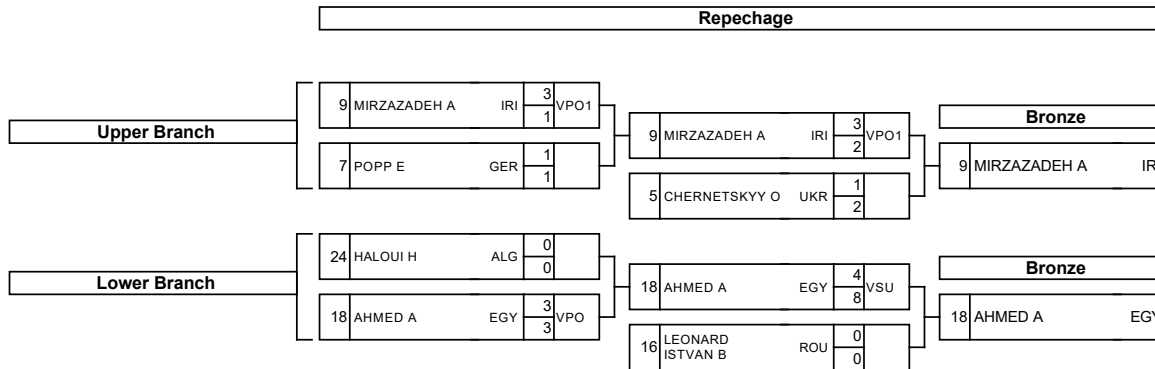 Repechage
Upper Branch
9 MIRZAZADEH A IRI 3 VPO1
1
7 POPP E GER 1
1
9 MIRZAZADEH A IRI 3 VPO1
2
5 CHERNETSKYY O UKR 1
2
Bronze
9 MIRZAZADEH A IR
Lower Branch
24 HALOUI H ALG 0
0
18 AHMED A EGY 3 VPO
3
18 AHMED A EGY 4 VSU
8
16 LEONARD
ISTVAN B ROU 0
0
Bronze
18 AHMED A EGY